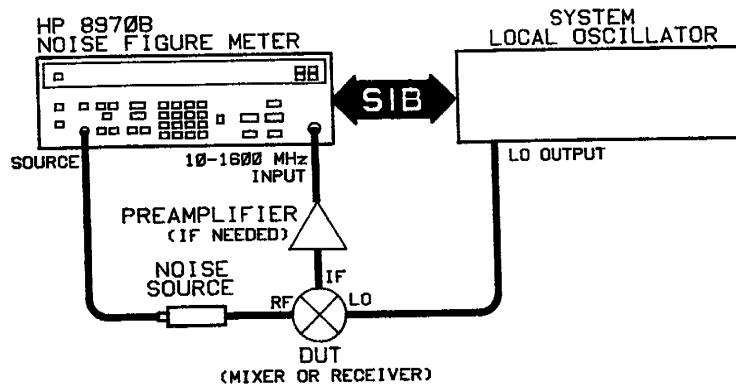 HP 8970B
NOISE FIGURE METER
SYSTEM
LOCAL OSCILLATOR
SIB
SOURCE
10-1600 MHz
INPUT
LO OUTPUT
PREAMPLIFIER
(IF NEEDED)
NOISE
SOURCE
IF
RF
LO
DUT
(MIXER OR RECEIVER)